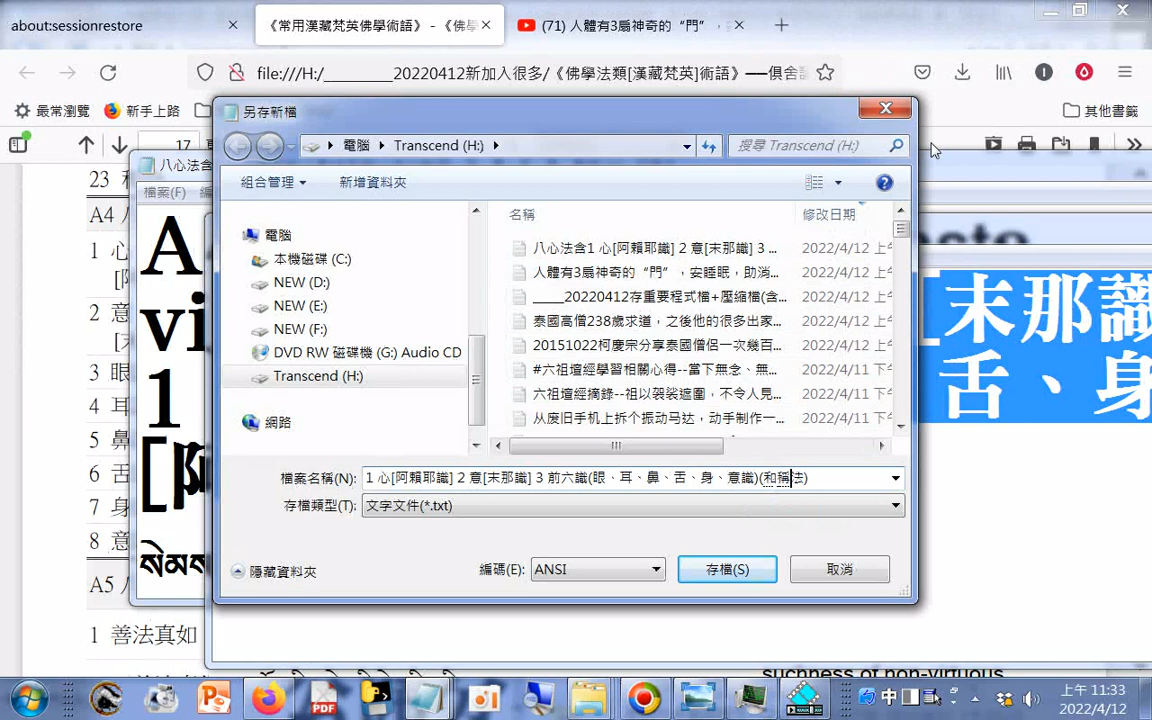 about:sessionrestore
《常用漢藏梵英佛學術語》 - 《佛學
(71) 人體有3扇神奇的“門”，
file:///H:/________20220412新加入很多/《佛學法類[漢藏梵英]術語》──俱舍
最常瀏覽
新手上路
其他書籤
17
另存新檔
電腦
Transcend (H:)
搜尋 Transcend (H:)
組合管理
新增資料夾
名稱
修改日期
電腦
本機磁碟 (C:)
NEW (D:)
NEW (E:)
NEW (F:)
DVD RW 磁碟機 (G:) Audio CD
Transcend (H:)
網路
八心法含1 心[阿賴耶識] 2 意[末那識] 3 ...
2022/4/12 上午
人體有3扇神奇的“門”，安睡眠，助消...
2022/4/12 上午
_____20220412存重要程式檔+壓縮檔(含...
2022/4/12 上午
泰國高僧238歲求道，之後他的很多出家...
2022/4/12 上午
20151022柯慶宗分享泰國僧侶一次幾百...
2022/4/12 上午
#六祖壇經學習相關心得--當下無念、無...
2022/4/11 下午
六祖壇經摘錄--祖以袈裟遮圍，不令人見...
2022/4/11 下午
从废旧手机上拆个振动马达，动手制作一...
2022/4/11 下午
檔案名稱(N):
1 心[阿賴耶識] 2 意[末那識] 3 前六識(眼、耳、鼻、舌、身、意識)(和稱法)
存檔類型(T):
文字文件(*.txt)
隱藏資料夾
編碼(E):
ANSI
存檔(S)
取消
八心法含
檔案(F)
A
vi
1
[阿
སེམས
末那識
舌、身
23
A4 八
1 心
2 意
3 眼
4 耳
5 鼻
6 舌
7 身
8 意
A5 八
1 善法真如
suchness of non-virtuous
中
上午 11:33
2022/4/12